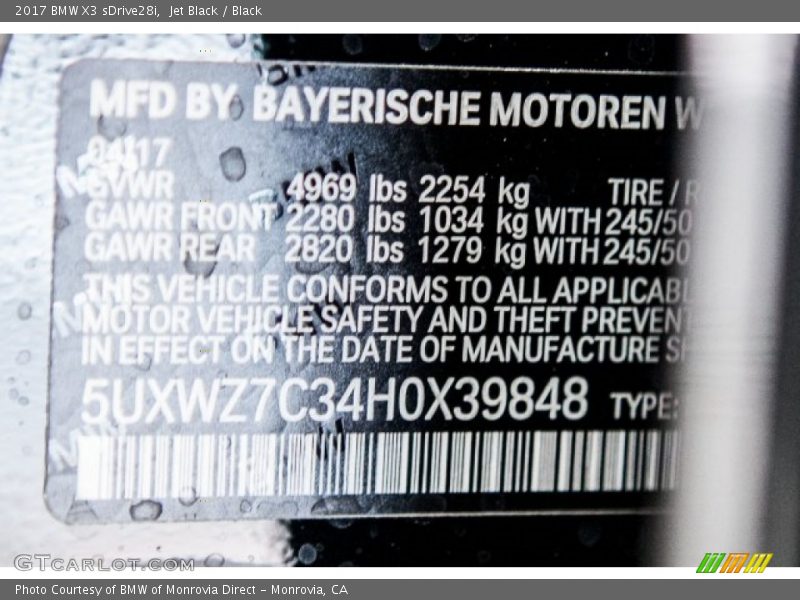 2017 BMW X3 sDrive28i, Jet Black / Black
MFD BY BAYERISCHE MOTOREN W
04/17
GVWR 4969 lbs 2254 kg TIRE / R
GAWR FRONT 2280 lbs 1034 kg WITH 245/50
GAWR REAR 2820 lbs 1279 kg WITH 245/50
THIS VEHICLE CONFORMS TO ALL APPLICABL
MOTOR VEHICLE SAFETY AND THEFT PREVENT
IN EFFECT ON THE DATE OF MANUFACTURE SH
5UXWZ7C34H0X39848 TYPE:
GTcarlot.com
Photo Courtesy of BMW of Monrovia Direct – Monrovia, CA